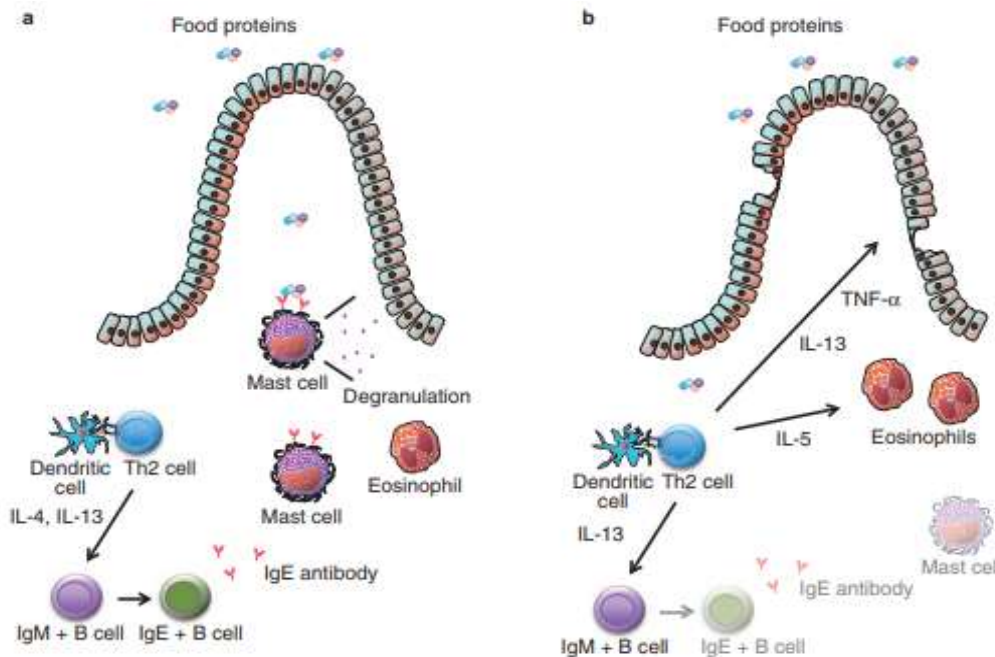 a
Food proteins
Mast cell
Degranulation
Dendritic
cell
Th2 cell
Mast cell
Eosinophil
IL-4, IL-13
IgE antibody
IgM + B cell
IgE + B cell
b
Food proteins
TNF-α
IL-13
IL-5
Eosinophils
Dendritic
cell
Th2 cell
IL-13
Mast cell
IgE antibody
IgM + B cell
IgE + B cell